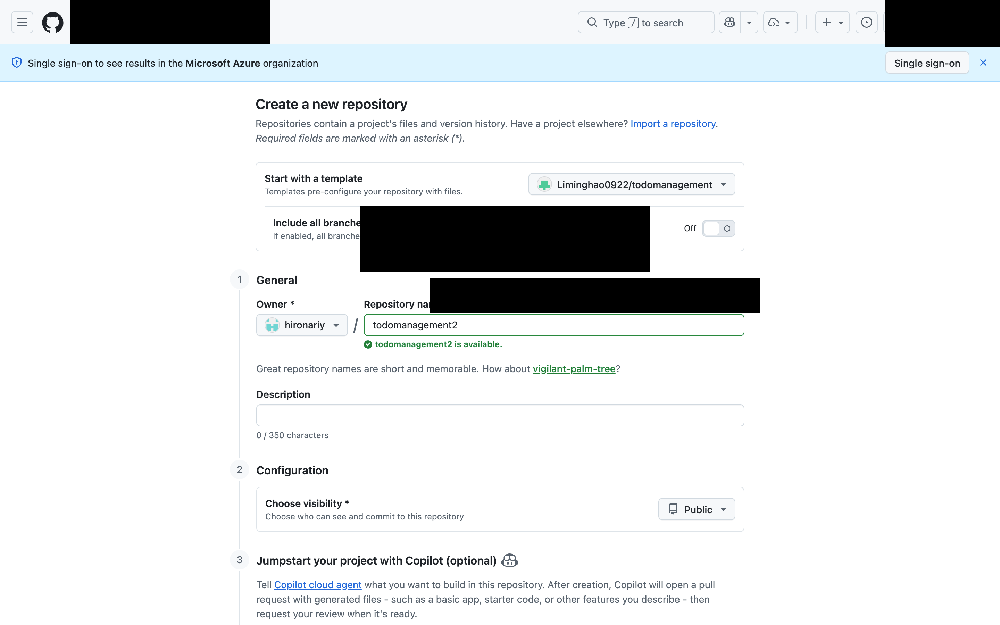 Type / to search
Single sign-on to see results in the Microsoft Azure organization
Single sign-on
Create a new repository
Repositories contain a project's files and version history. Have a project elsewhere? Import a repository.
Required fields are marked with an asterisk (*).
Start with a template
Templates pre-configure your repository with files.
Liminghao0922/todomanagement
Include all
If enabled, all
Off
1
General
Owner *
Repository
hironariy
/
todomanagement2
todomanagement2 is available.
Great repository names are short and memorable. How about vigilant-palm-tree?
Description
0 / 350 characters
2
Configuration
Choose visibility *
Choose who can see and commit to this repository
Public
3
Jumpstart your project with Copilot (optional)
Tell Copilot cloud agent what you want to build in this repository. After creation, Copilot will open a pull
request with generated files - such as a basic app, starter code, or other features you describe - then
request your review when it's ready.